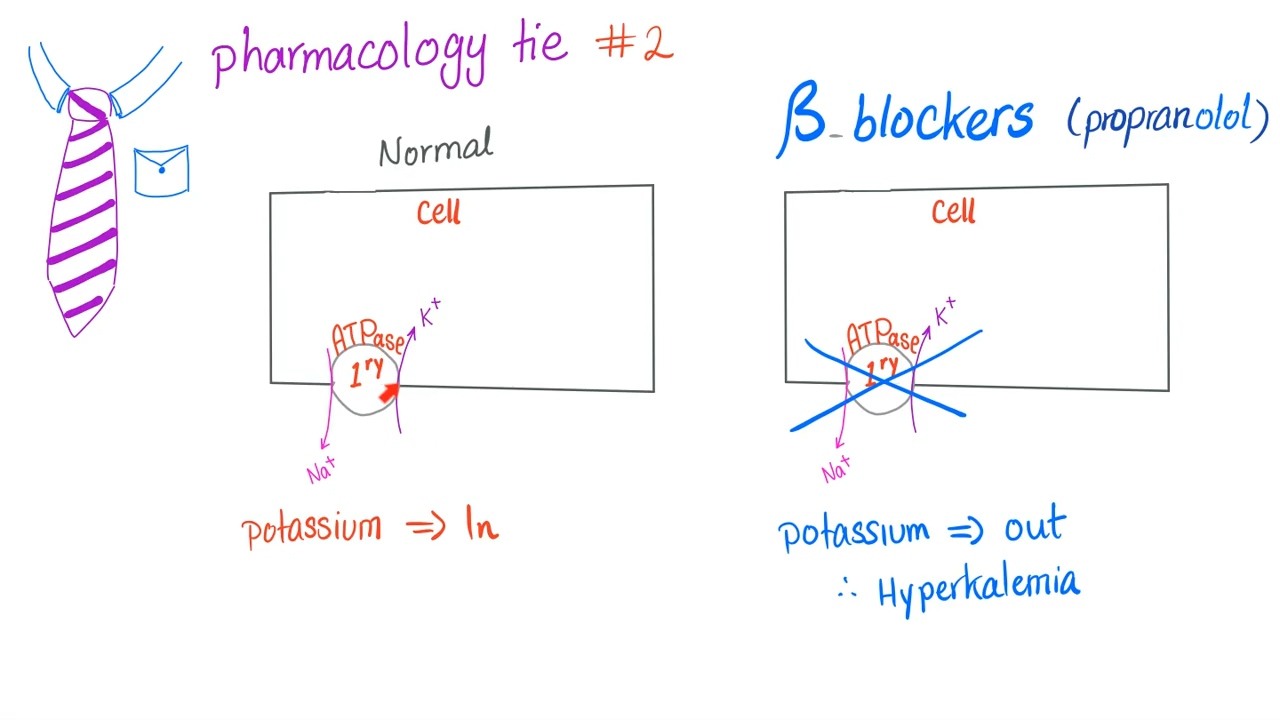 pharmacology tie #2
Normal
Cell
ATPase
1ry
K+
Na+
potassium => In
β-blockers (propranolol)
Cell
ATPase
1ry
K+
Na+
potassium => out
∴ Hyperkalemia